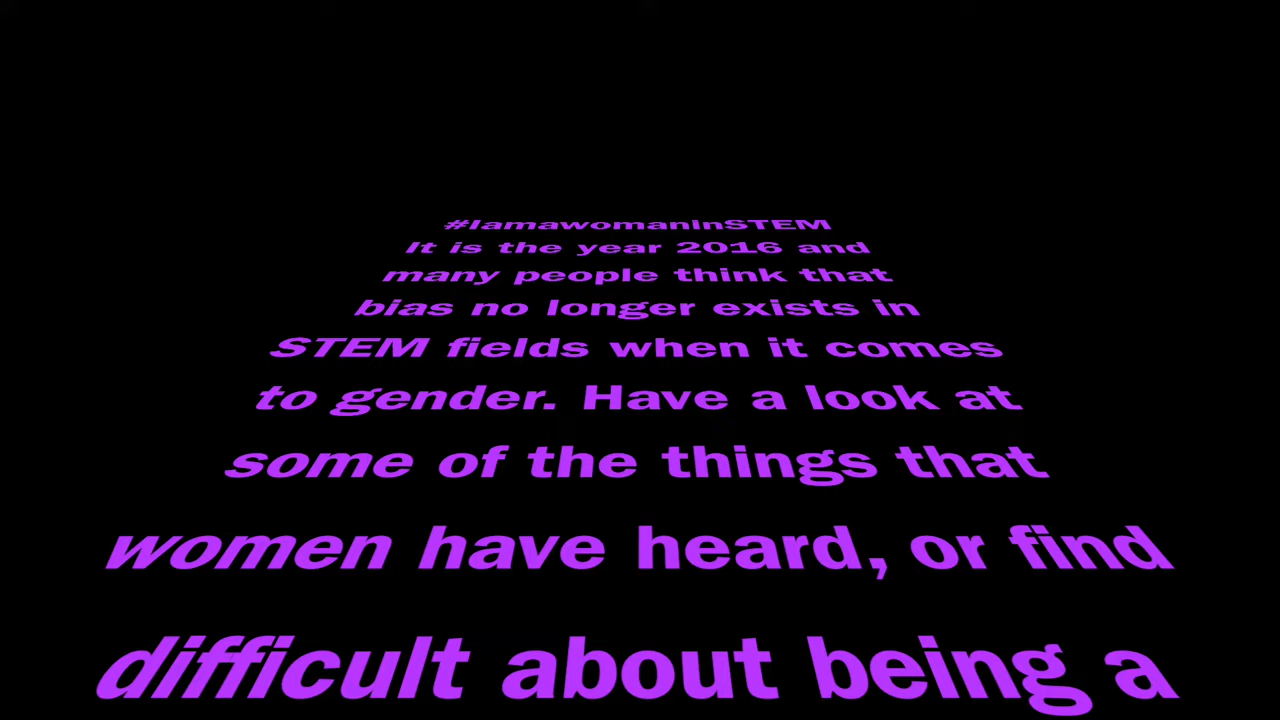 #IamawomaninSTEM
It is the year 2016 and
many people think that
bias no longer exists in
STEM fields when it comes
to gender. Have a look at
some of the things that
women have heard, or find
difficult about being a